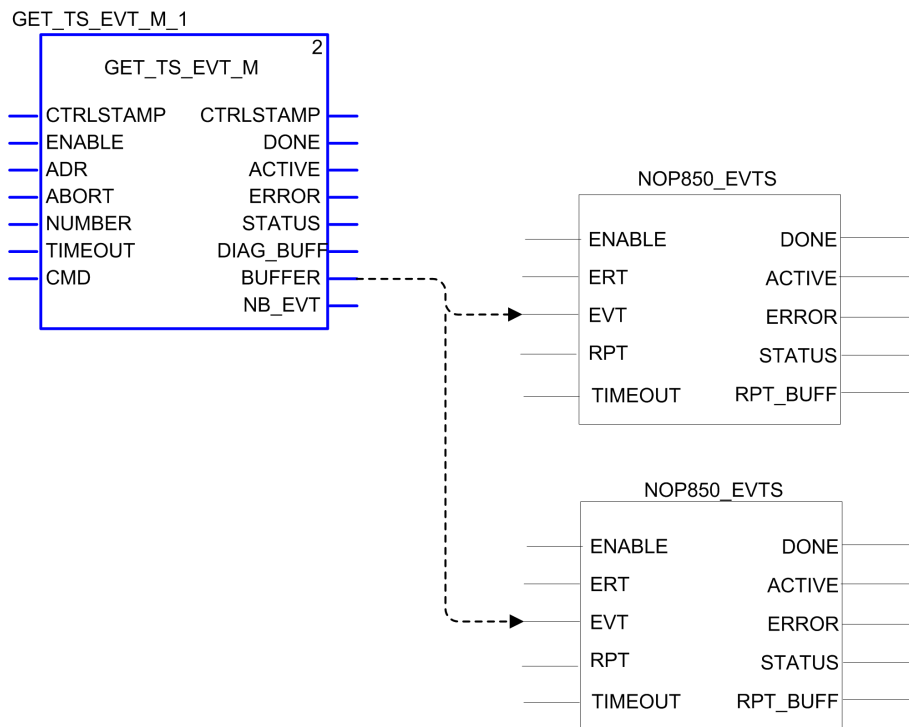 GET_TS_EVT_M_1
2
GET_TS_EVT_M
CTRLSTAMP CTRLSTAMP
ENABLE DONE
ADR ACTIVE
ABORT ERROR
NUMBER STATUS
TIMEOUT DIAG_BUFF
CMD BUFFER
NB_EVT
NOP850_EVTS
ENABLE DONE
ERT ACTIVE
EVT ERROR
RPT STATUS
TIMEOUT RPT_BUFF
NOP850_EVTS
ENABLE DONE
ERT ACTIVE
EVT ERROR
RPT STATUS
TIMEOUT RPT_BUFF